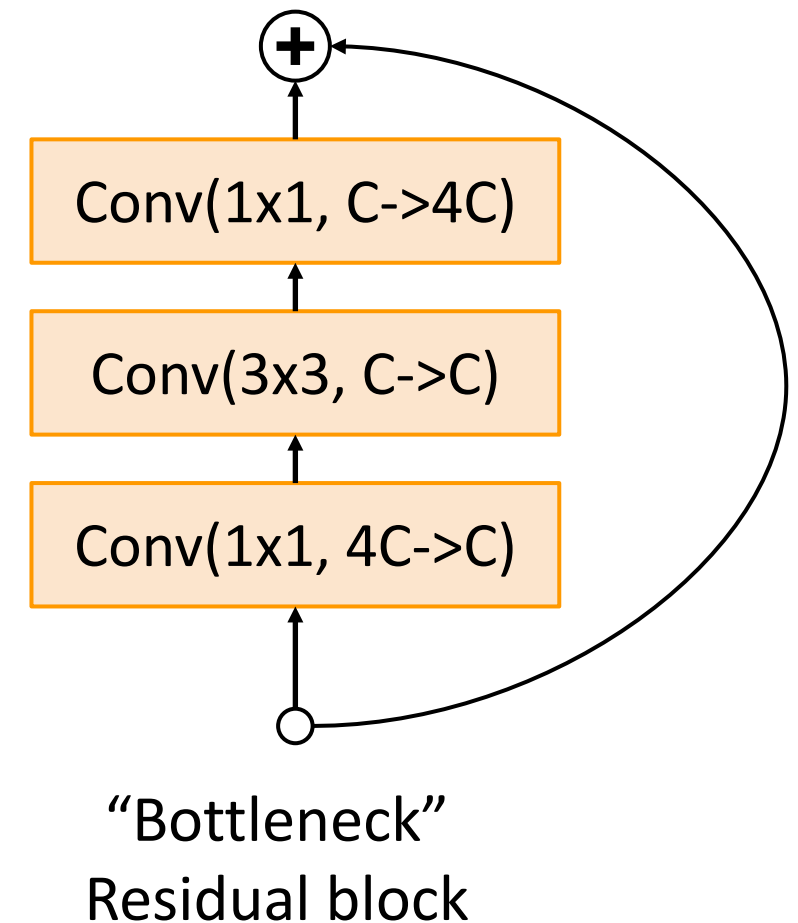 Conv(1x1, C->4C)
Conv(3x3, C->C)
Conv(1x1, 4C->C)
“Bottleneck”
Residual block